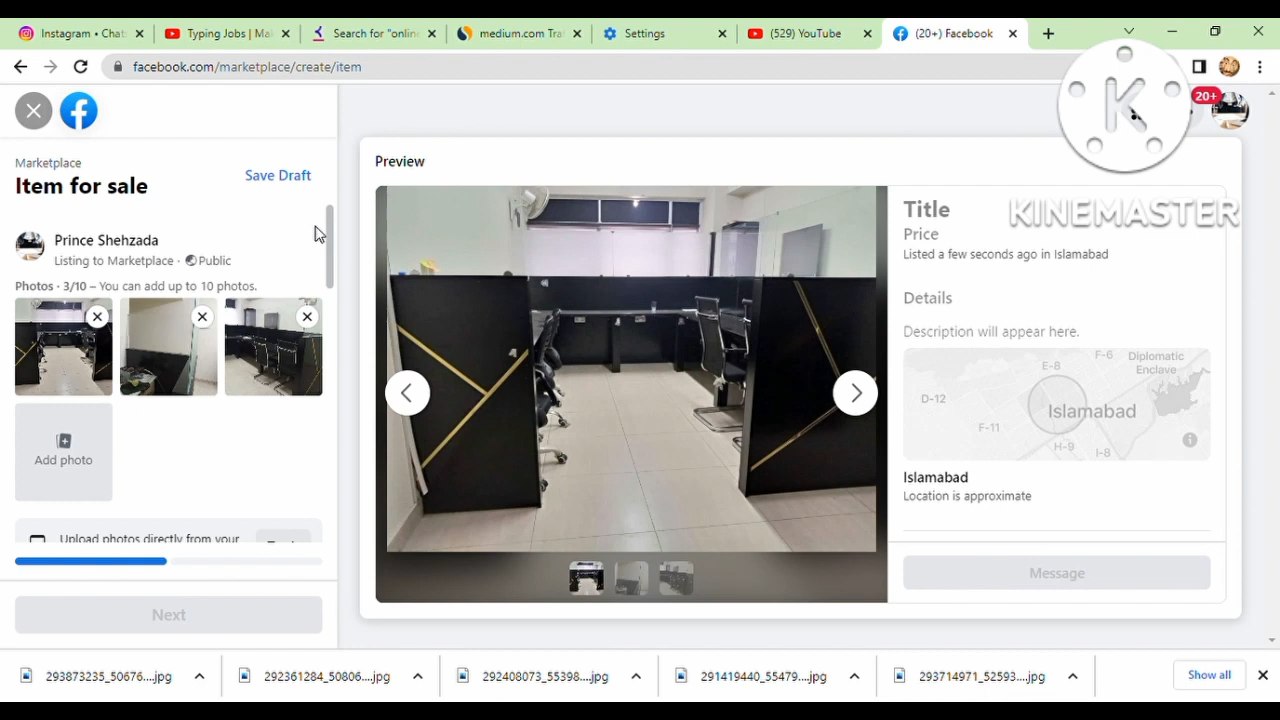 Instagram • Chat
Typing Jobs | Mak
Search for "onlin
medium.com Tra
Settings
(529) YouTube
(20+) Facebook
facebook.com/marketplace/create/item
20+
K
KINEMASTER
Marketplace
Item for sale
Save Draft
Prince Shehzada
Listing to Marketplace · Public
Photos · 3/10 – You can add up to 10 photos.
Add photo
Upload photos directly from your
Next
Preview
Title
Price
Listed a few seconds ago in Islamabad
Details
Description will appear here.
F-6
Diplomatic
Enclave
E-8
D-12
Islamabad
F-11
H-9
I-8
Islamabad
Location is approximate
Message
293873235_50676....jpg
292361284_50806....jpg
292408073_55398....jpg
291419440_55479....jpg
293714971_52593....jpg
Show all